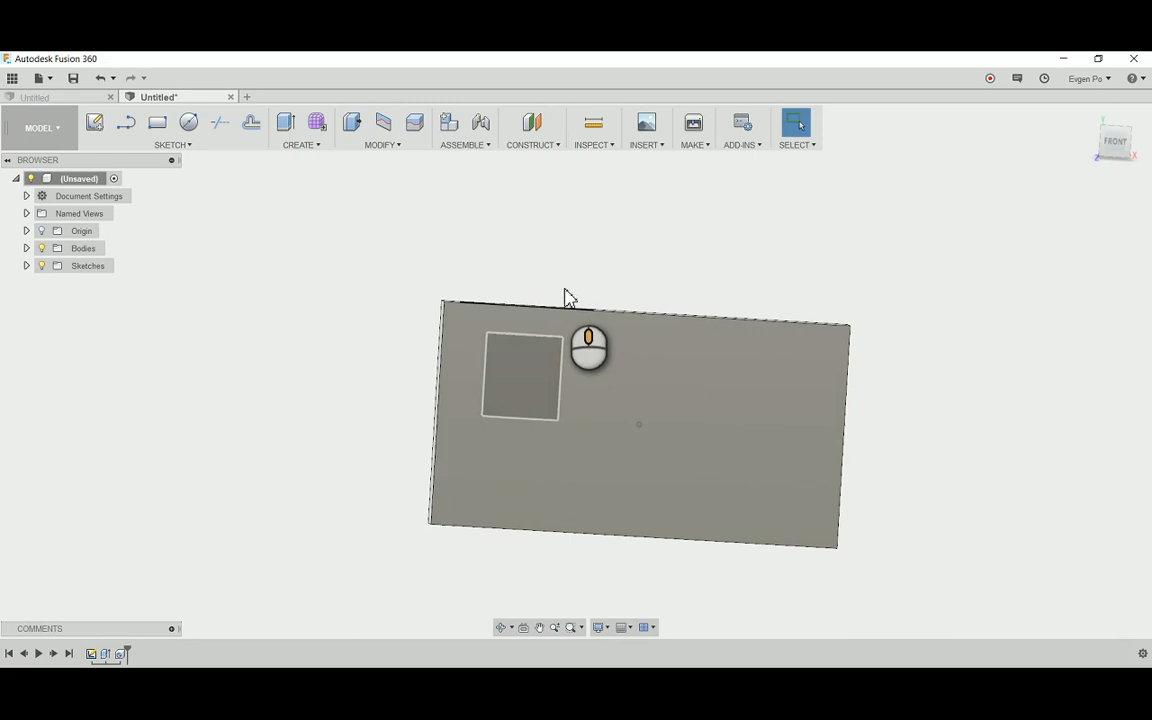 Autodesk Fusion 360
Evgen Po
Untitled
Untitled*
MODEL
SKETCH
CREATE
MODIFY
ASSEMBLE
CONSTRUCT
INSPECT
INSERT
MAKE
ADD-INS
SELECT
FRONT
Y
Z
X
BROWSER
(Unsaved)
Document Settings
Named Views
Origin
Bodies
Sketches
COMMENTS